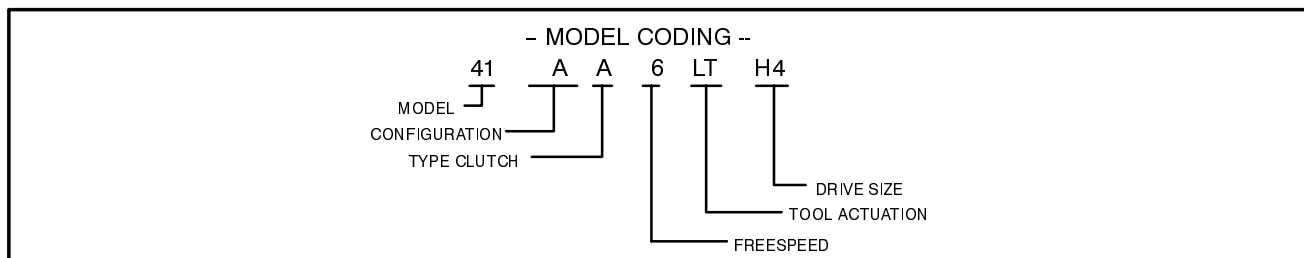 – MODEL CODING --
41 A A 6 LT H4
MODEL
CONFIGURATION
TYPE CLUTCH
DRIVE SIZE
TOOL ACTUATION
FREESPEED